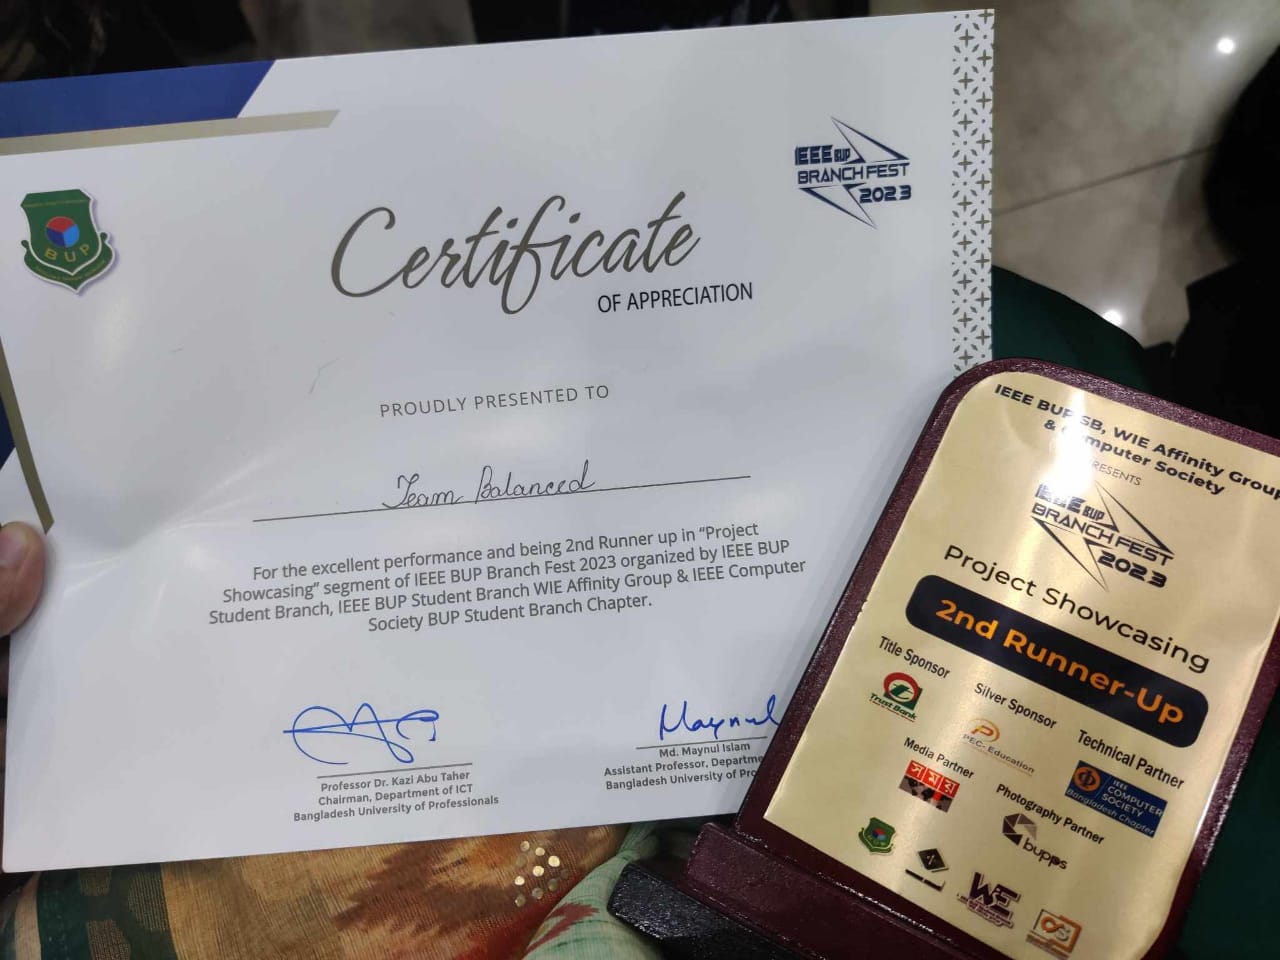 BUP
IEEE BUP
BRANCH FEST
2023
Certificate
OF APPRECIATION
PROUDLY PRESENTED TO
Team Balanced
For the excellent performance and being 2nd Runner up in “Project
Showcasing” segment of IEEE BUP Branch Fest 2023 organized by IEEE BUP
Student Branch, IEEE BUP Student Branch WIE Affinity Group & IEEE Computer
Society BUP Student Branch Chapter.
Professor Dr. Kazi Abu Taher
Chairman, Department of ICT
Bangladesh University of Professionals
Maynul
Md. Maynul Islam
Assistant Professor, Departme
Bangladesh University of Pro
IEEE BUP SB, WIE Affinity Group
& Computer Society
PRESENTS
IEEE BUP
BRANCH FEST
2023
Project Showcasing
2nd Runner-Up
Title Sponsor
Trust Bank
Silver Sponsor
PEC- Education
Technical Partner
IEEE
COMPUTER
SOCIETY
Bangladesh Chapter
Media Partner
সময়
Photography Partner
bupps
WE